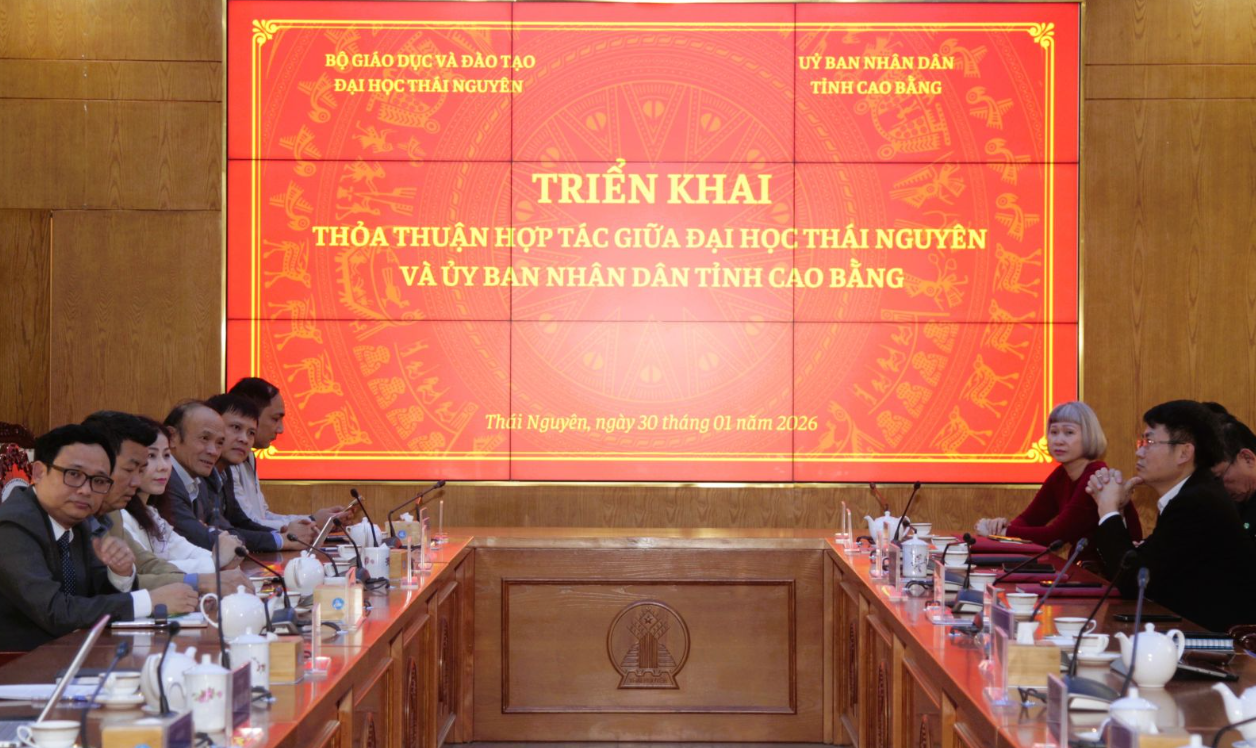 BỘ GIÁO DỤC VÀ ĐÀO TẠO
ĐẠI HỌC THÁI NGUYÊN
UỶ BAN NHÂN DÂN
TỈNH CAO BẰNG
TRIỂN KHAI
THỎA THUẬN HỢP TÁC GIỮA ĐẠI HỌC THÁI NGUYÊN
VÀ ỦY BAN NHÂN DÂN TỈNH CAO BẰNG
Thái Nguyên, ngày 30 tháng 01 năm 2026